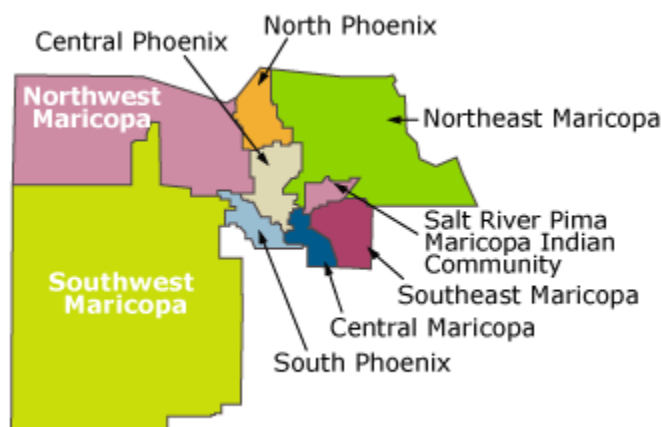 North Phoenix
Central Phoenix
Northwest
Maricopa
Northeast Maricopa
Salt River Pima
Maricopa Indian
Community
Southwest
Maricopa
Southeast Maricopa
Central Maricopa
South Phoenix